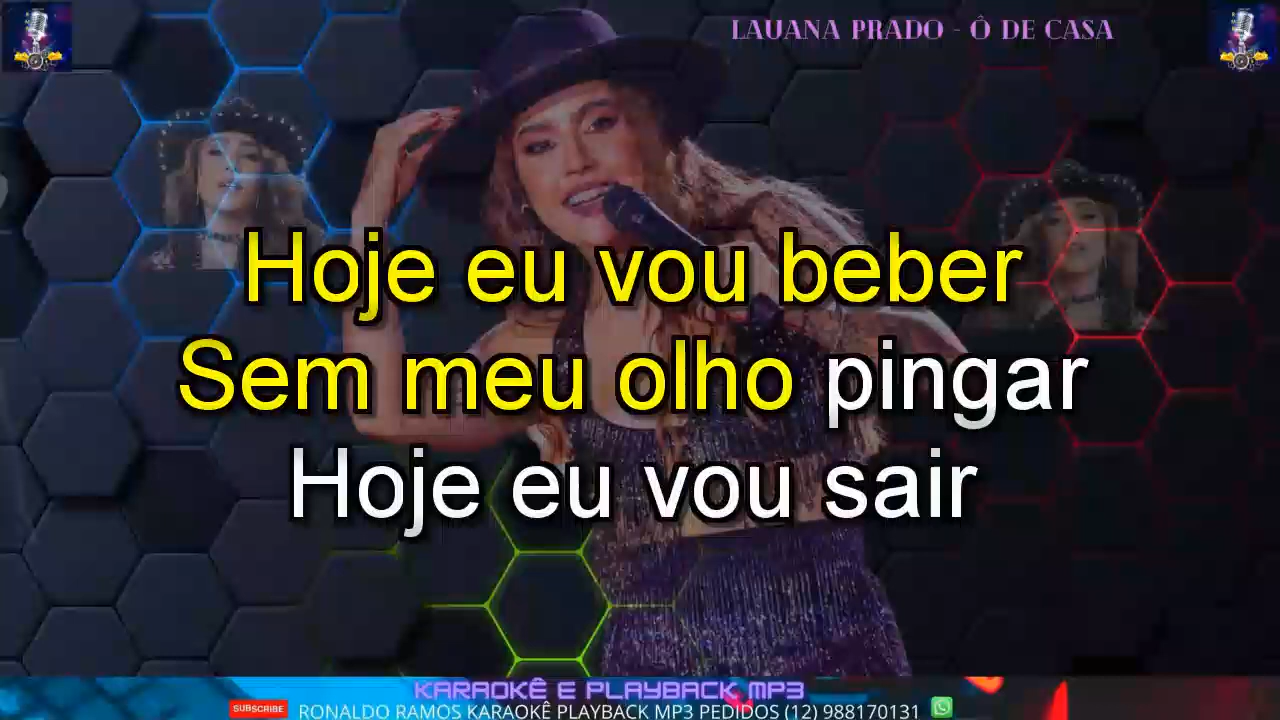 LAUANA PRADO - Ô DE CASA
Hoje eu vou beber
Sem meu olho pingar
Hoje eu vou sair
KARAOKÊ E PLAYBACK MP3
SUBSCRIBE RONALDO RAMOS KARAOKÊ PLAYBACK MP3 PEDIDOS (12) 988170131